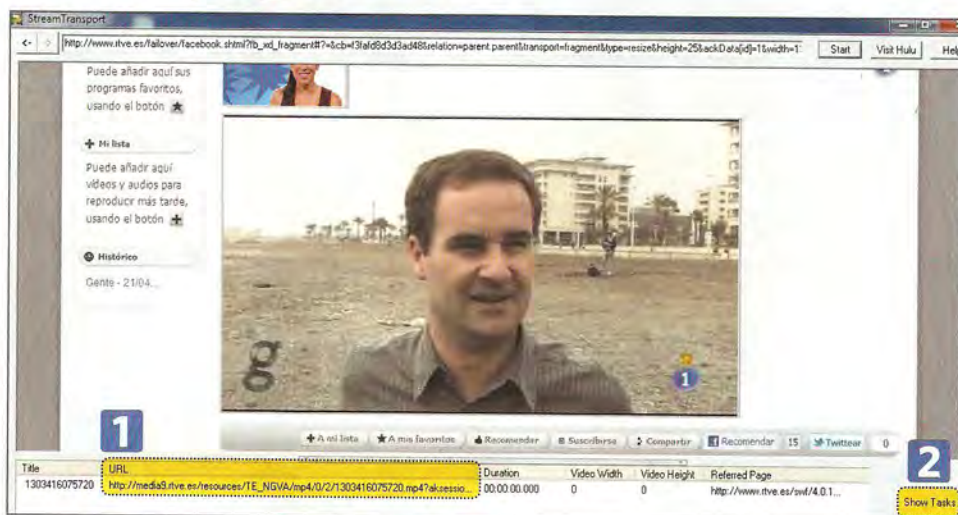 StreamTransport
http://www.rtve.es/failover/facebook.shtml?fb_xd_fragment#?=&cb=f3fafd8d3d3ad48&relation=parent.parent&transport=fragment&type=resize&height=25&ackData[id]=1&width=1
Start
Visit Hulu
Help
Puede añadir aquí sus
programas favoritos,
usando el botón
Mi lista
Puede añadir aquí
vídeos y audios para
reproducir más tarde,
usando el botón
Histórico
Gente - 21/04...
g
1
1
A mi lista
A mis favoritos
Recomendar
Suscribirse
Compartir
Recomendar
15
Twittear
0
2
Title
URL
Duration
Video Width
Video Height
Referred Page
1303416075720
http://media9.rtve.es/resources/TE_NGVA/mp4/0/2/1303416075720.mp4?aksessio...
00:00:00.000
0
0
http://www.rtve.es/swf/4.0.1...
Show Tasks